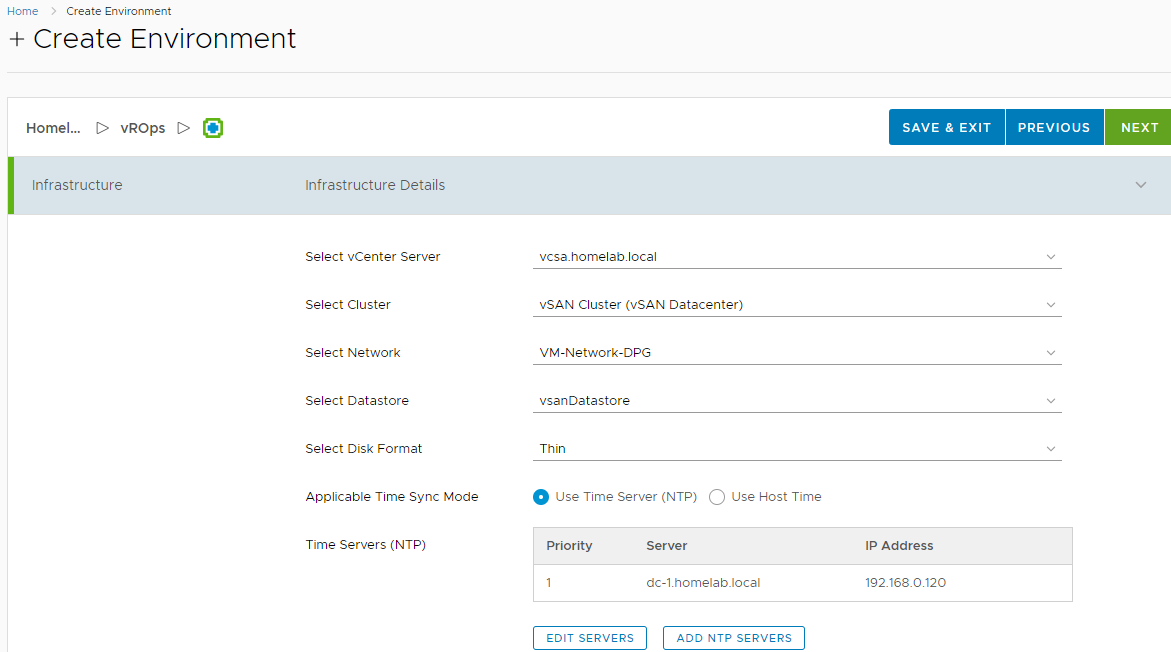 Home > Create Environment
+ Create Environment
Homel... vROps
SAVE & EXIT PREVIOUS NEXT
Infrastructure Infrastructure Details
Select vCenter Server vcsa.homelab.local
Select Cluster vSAN Cluster (vSAN Datacenter)
Select Network VM-Network-DPG
Select Datastore vsanDatastore
Select Disk Format Thin
Applicable Time Sync Mode Use Time Server (NTP) Use Host Time
Time Servers (NTP) Priority Server IP Address
1 dc-1.homelab.local 192.168.0.120
EDIT SERVERS ADD NTP SERVERS